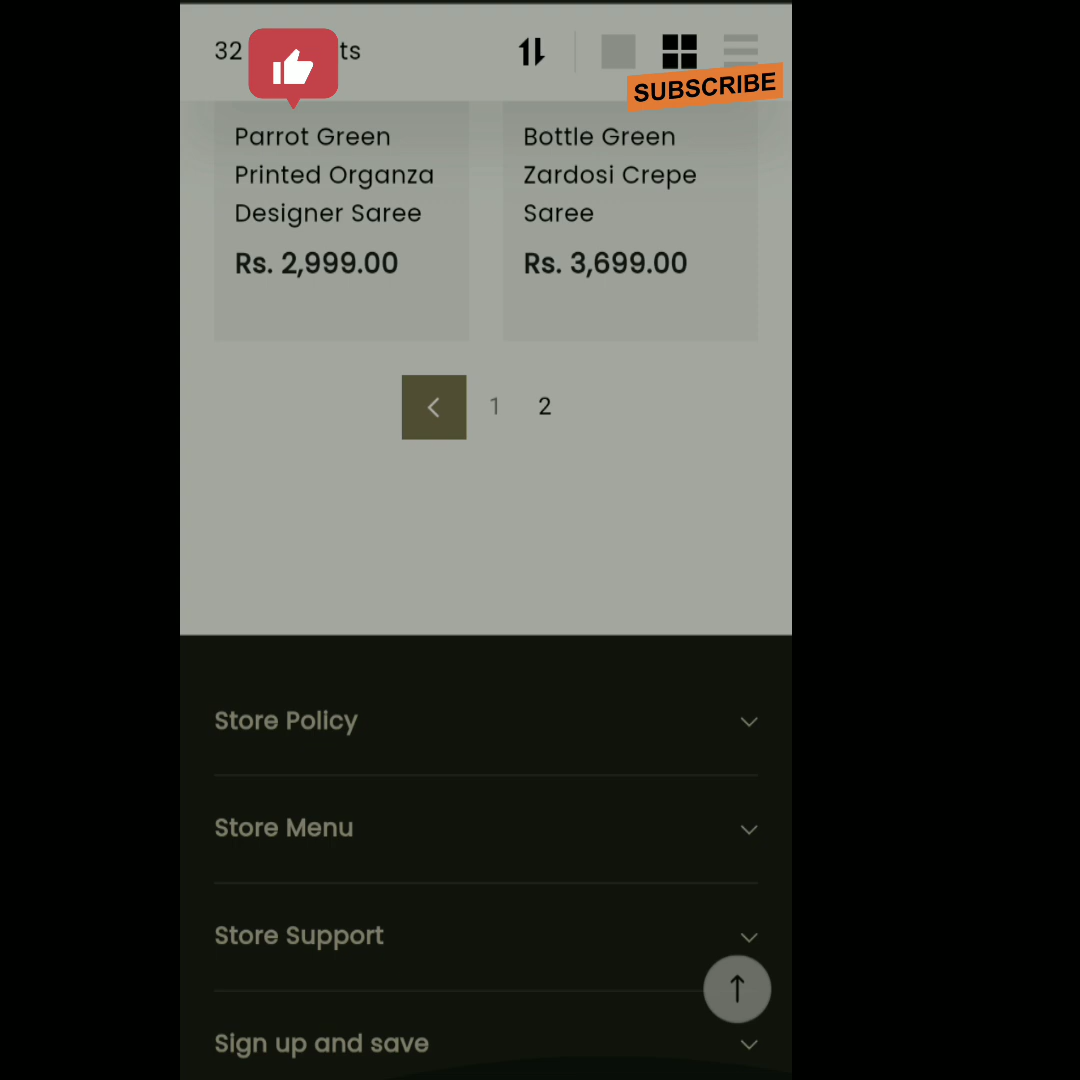 32 ts
SUBSCRIBE
Parrot Green
Printed Organza
Designer Saree
Rs. 2,999.00
Bottle Green
Zardosi Crepe
Saree
Rs. 3,699.00
1 2
Store Policy
Store Menu
Store Support
Sign up and save